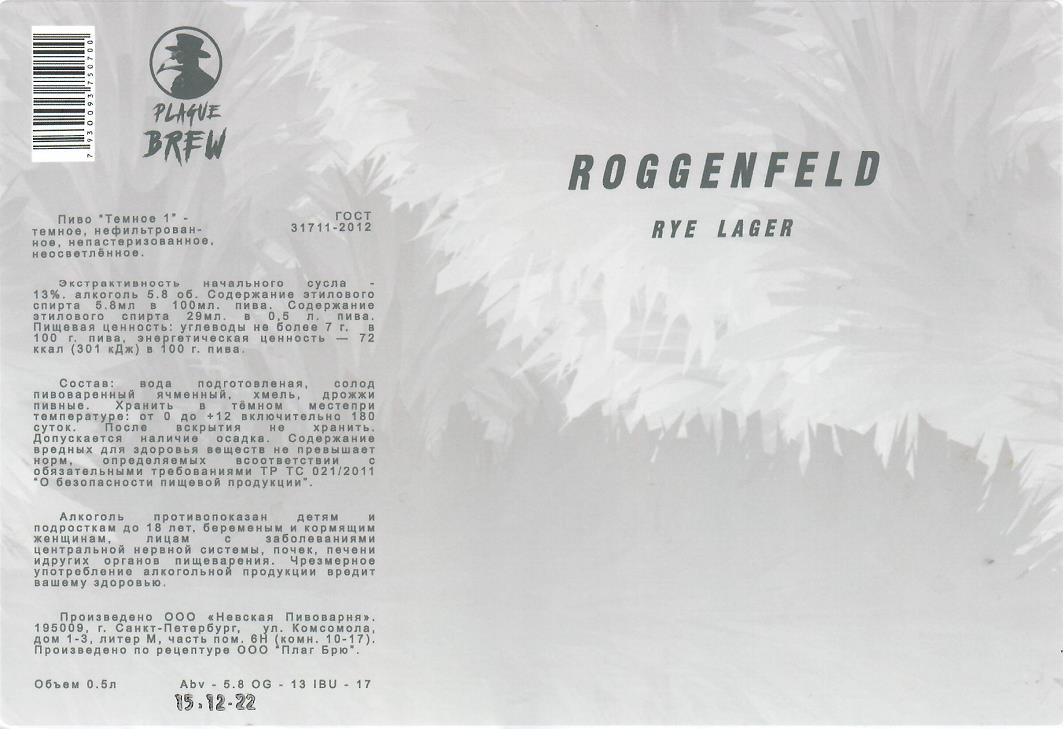 7 930093 750700
PLAGUE
BREW
ROGGENFELD
RYE LAGER
Пиво "Темное 1" -
темное, нефильтрован-
ное, непастеризованное,
неосветлённое.
ГОСТ
31711-2012
Экстрактивность начального сусла -
13%. алкоголь 5.8 об. Содержание этилового
спирта 5.8мл в 100мл. пива. Содержание
этилового спирта 29мл. в 0,5 л. пива.
Пищевая ценность: углеводы не более 7 г. в
100 г. пива, энергетическая ценность — 72
ккал (301 кДж) в 100 г. пива.
Состав: вода подготовленая, солод
пивоваренный ячменный, хмель, дрожжи
пивные. Хранить в тёмном местепри
температуре: от 0 до +12 включительно 180
суток. После вскрытия не хранить.
Допускается наличие осадка. Содержание
вредных для здоровья веществ не превышает
норм, определяемых всоответствии с
обязательными требованиями ТР ТС 021/2011
"О безопасности пищевой продукции".
Алкоголь противопоказан детям и
подросткам до 18 лет, беременым и кормящим
женщинам, лицам с заболеваниями
центральной нервной системы, почек, печени
идругих органов пищеварения. Чрезмерное
употребление алкогольной продукции вредит
вашему здоровью.
Произведено ООО «Невская Пивоварня».
195009, г. Санкт-Петербург, ул. Комсомола,
дом 1-3, литер М, часть пом. 6Н (комн. 10-17).
Произведено по рецептуре ООО "Плаг Брю".
Объем 0.5л Abv - 5.8 OG - 13 IBU - 17
15.12-22